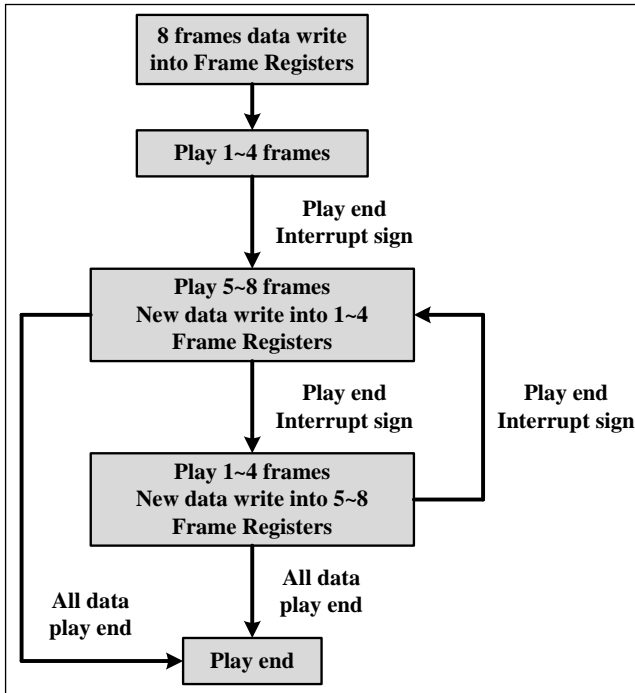 8 frames data write
into Frame Registers
Play 1~4 frames
Play end
Interrupt sign
Play 5~8 frames
New data write into 1~4
Frame Registers
Play end
Interrupt sign
Play end
Interrupt sign
Play 1~4 frames
New data write into 5~8
Frame Registers
All data
play end
All data
play end
Play end